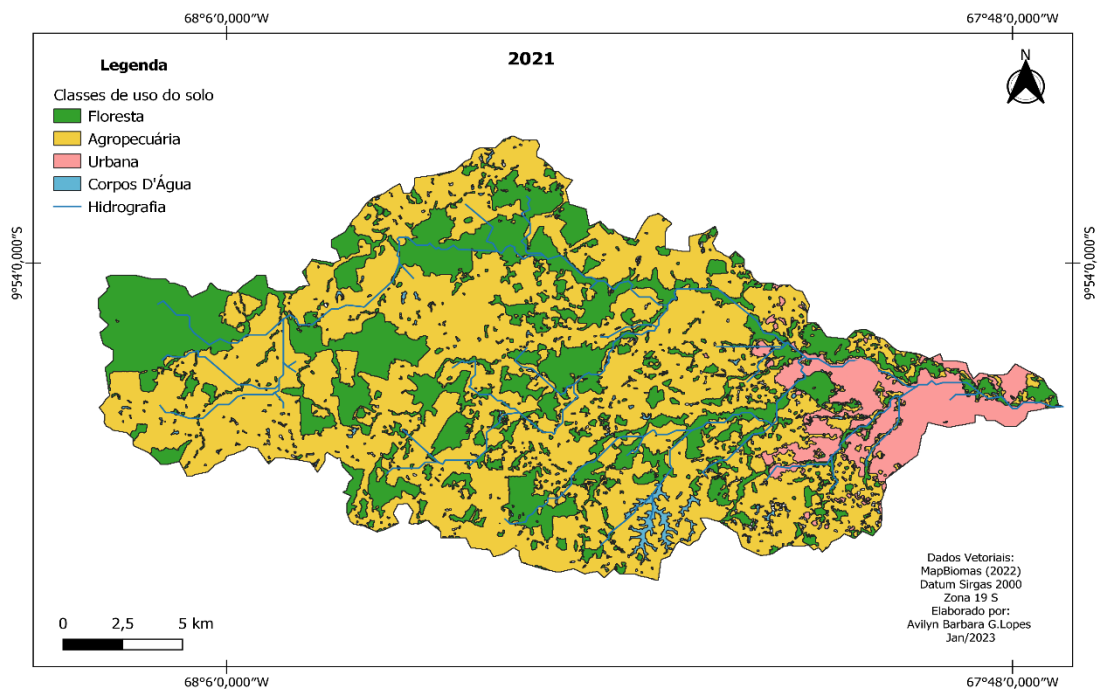 68°6'0,000"W
67°48'0,000"W
2021
Legenda
Classes de uso do solo
Floresta
Agropecuária
Urbana
Corpos D'Água
Hidrografia
N
9°54'0,000"S
9°54'0,000"S
0 2,5 5 km
Dados Vetoriais:
MapBiomas (2022)
Datum Sirgas 2000
Zona 19 S
Elaborado por:
Avilyn Barbara G.Lopes
Jan/2023
68°6'0,000"W
67°48'0,000"W